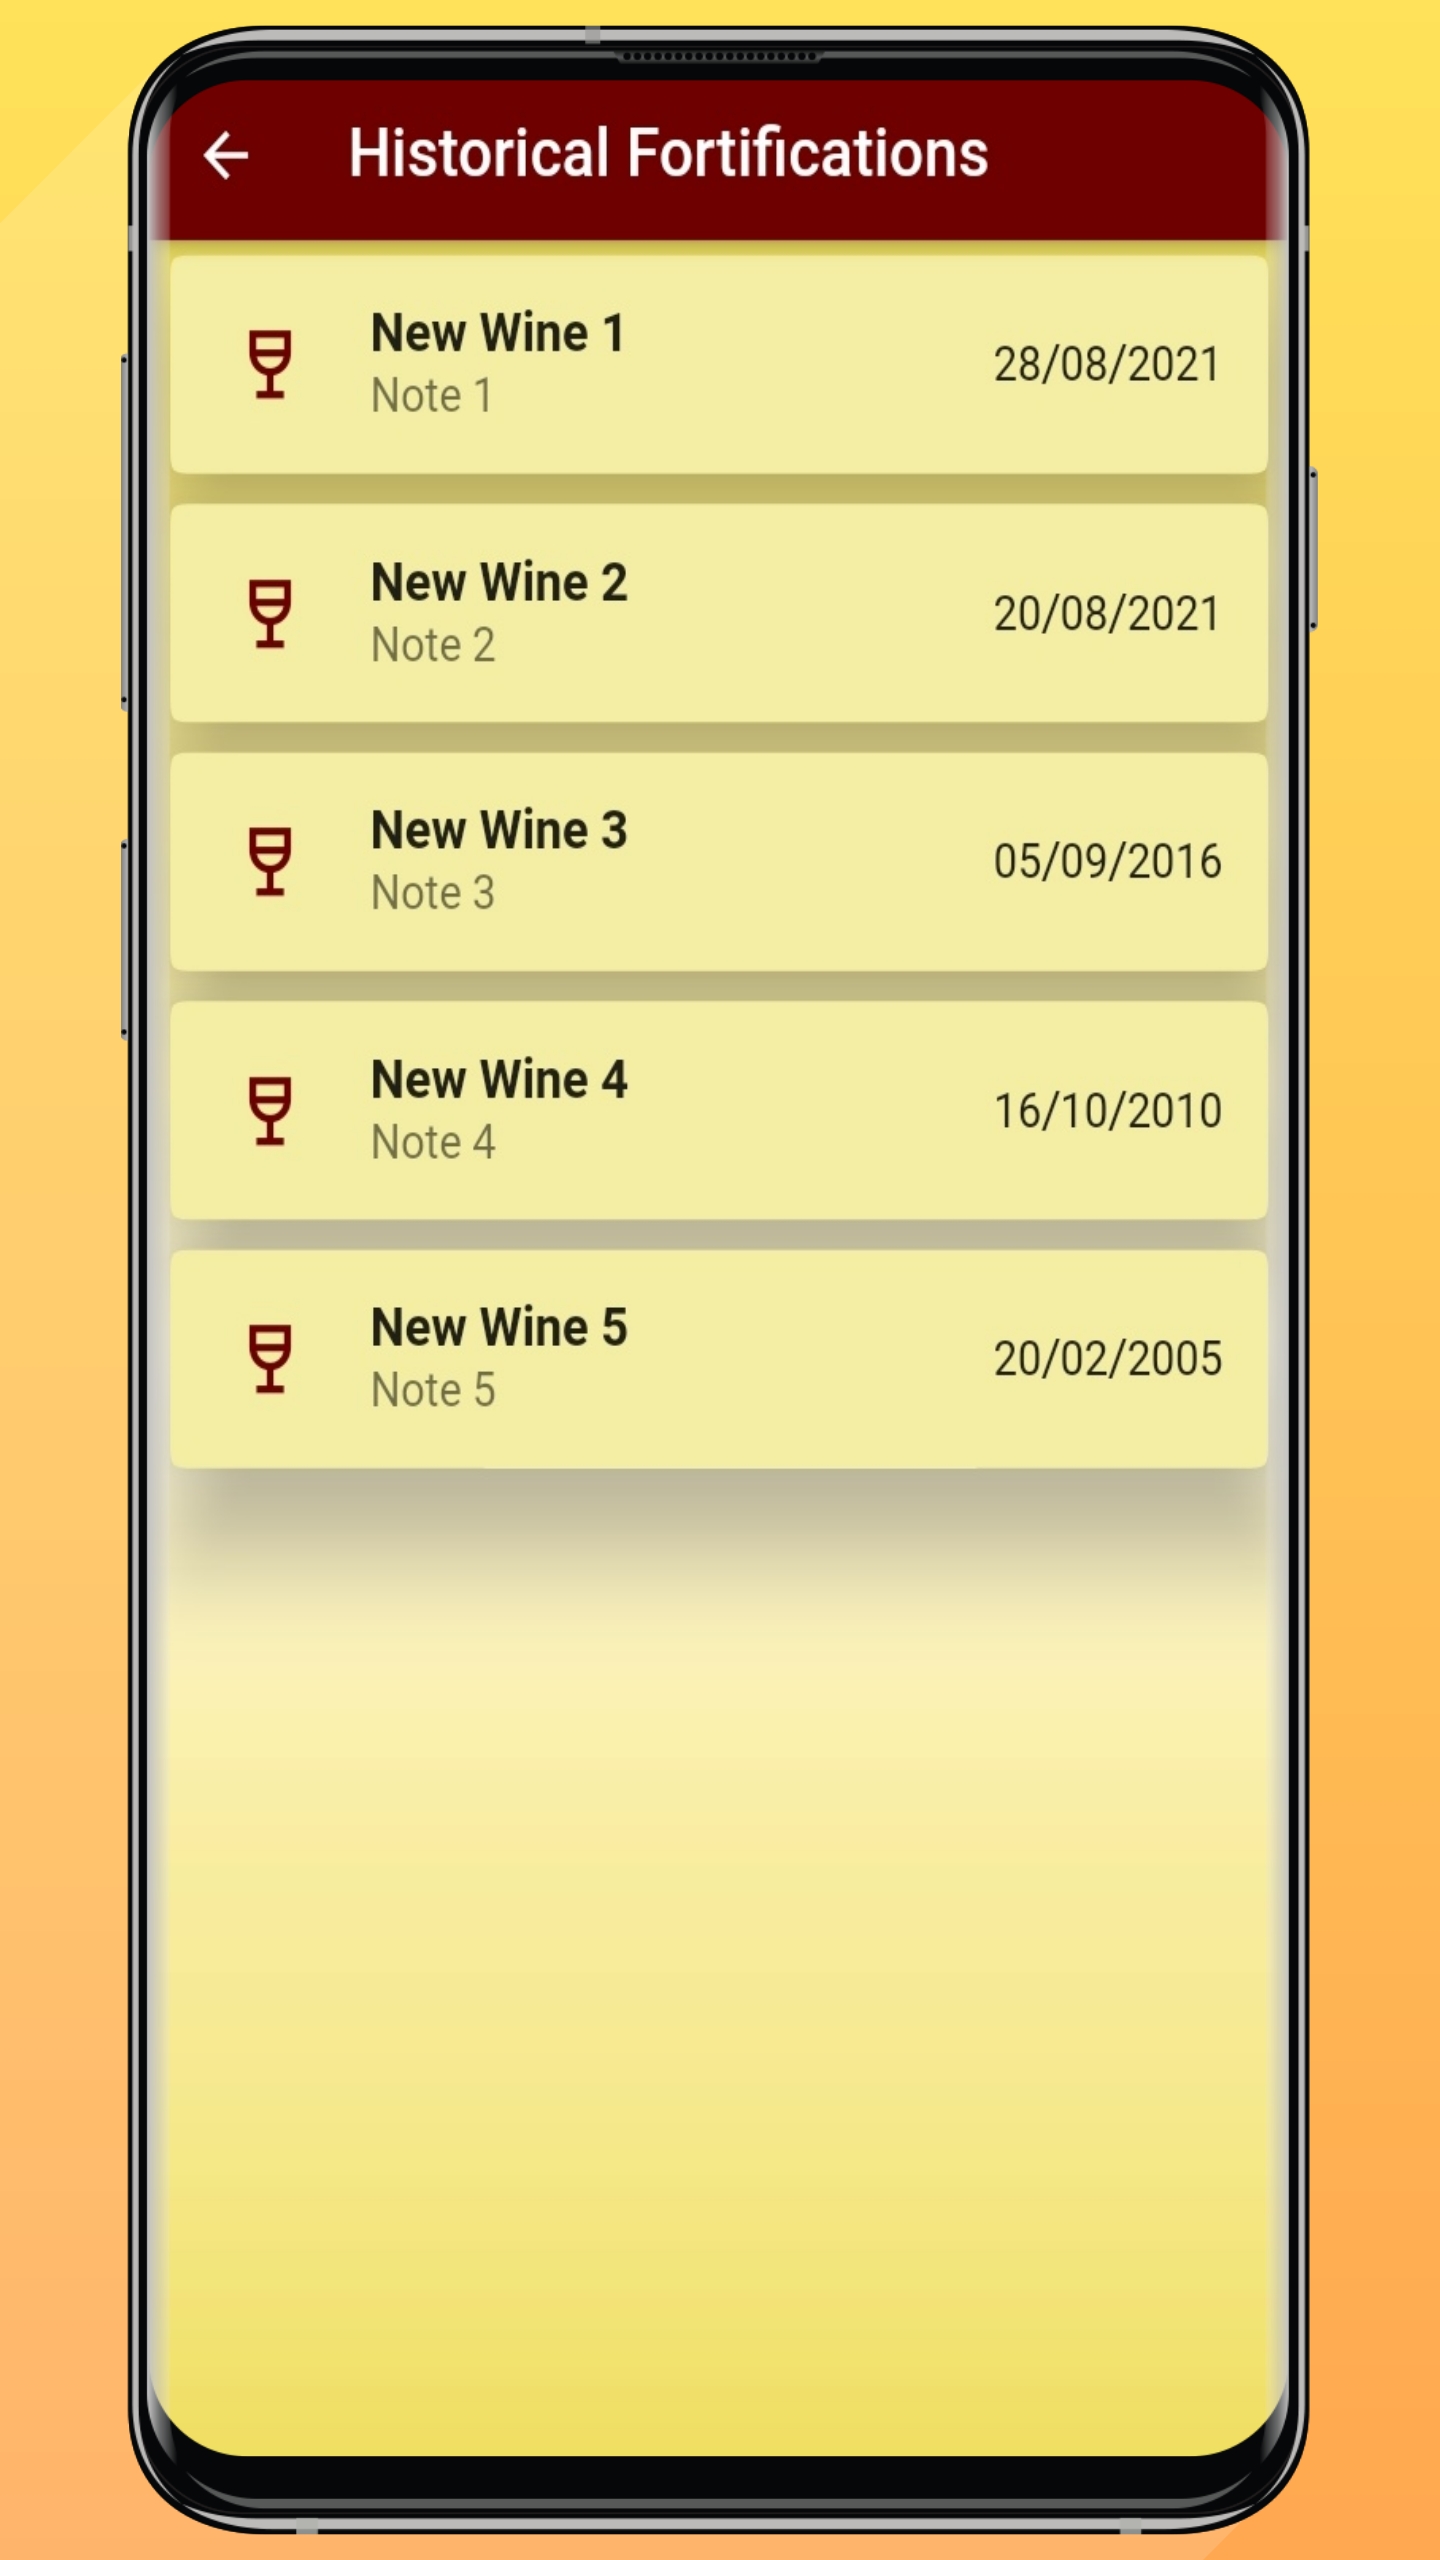 Historical Fortifications
New Wine 1
Note 1
28/08/2021
New Wine 2
Note 2
20/08/2021
New Wine 3
Note 3
05/09/2016
New Wine 4
Note 4
16/10/2010
New Wine 5
Note 5
20/02/2005